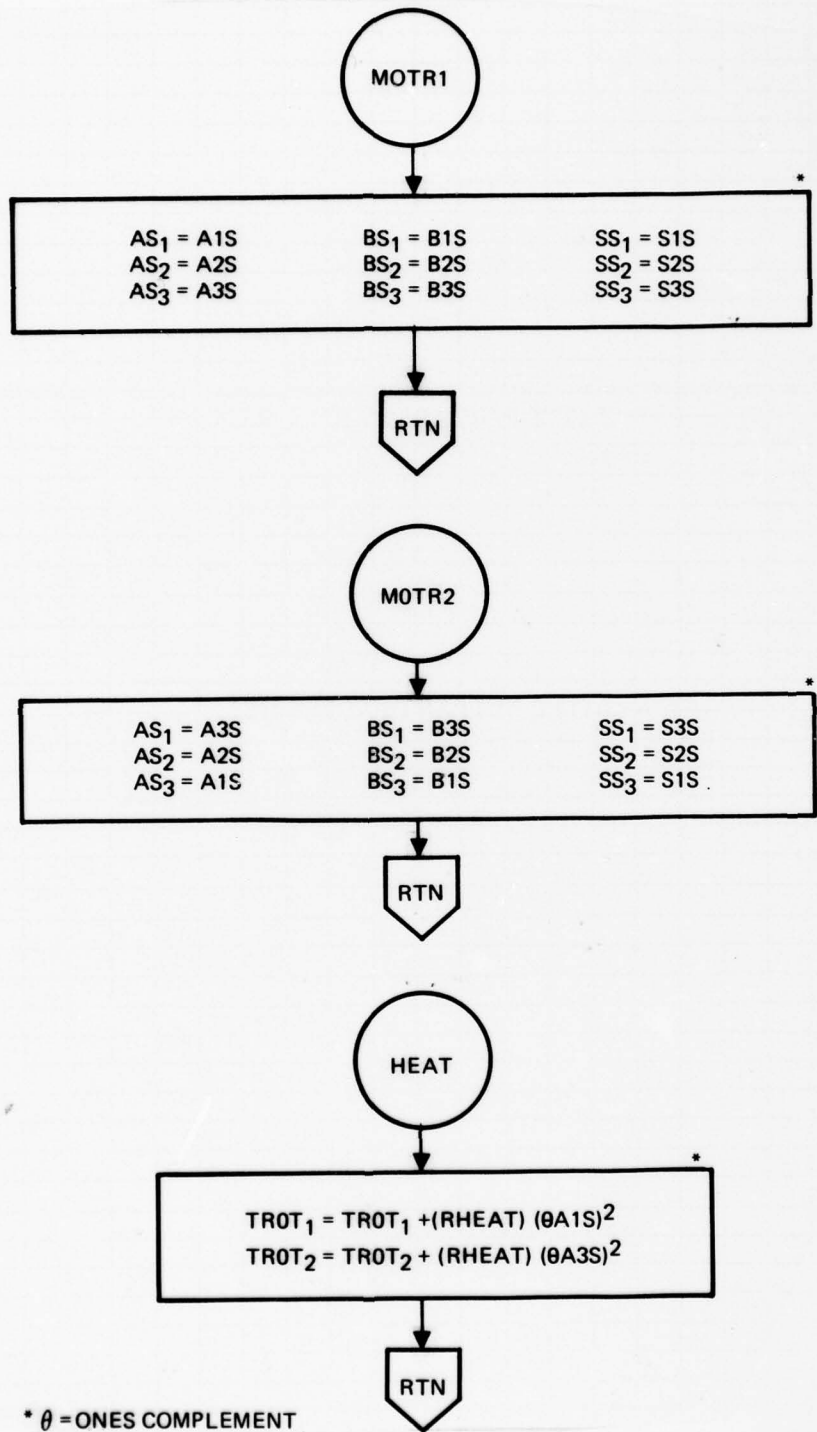 MOTR1
*
AS₁ = A1S BS₁ = B1S SS₁ = S1S
AS₂ = A2S BS₂ = B2S SS₂ = S2S
AS₃ = A3S BS₃ = B3S SS₃ = S3S
RTN
MOTR2
*
AS₁ = A3S BS₁ = B3S SS₁ = S3S
AS₂ = A2S BS₂ = B2S SS₂ = S2S
AS₃ = A1S BS₃ = B1S SS₃ = S1S
RTN
HEAT
*
TROT₁ = TROT₁ +(RHEAT) (θA1S)²
TROT₂ = TROT₂ + (RHEAT) (θA3S)²
RTN
* θ = ONES COMPLEMENT